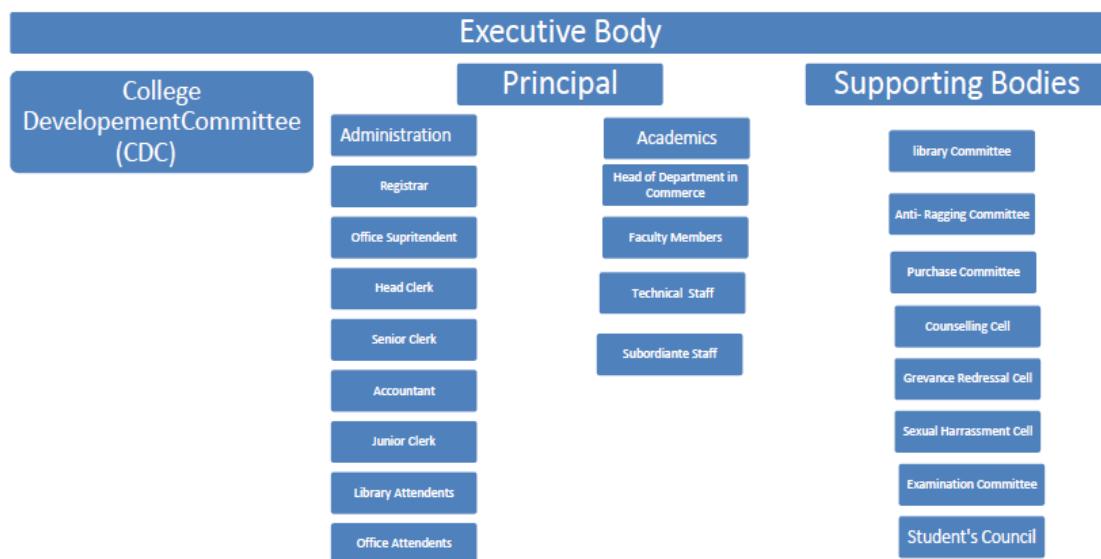 Executive Body
College
DevelopementCommittee
(CDC)
Principal
Administration
Registrar
Office Supritendent
Head Clerk
Senior Clerk
Accountant
Junior Clerk
Library Attendents
Office Attendents
Academics
Head of Department in
Commerce
Faculty Members
Technical Staff
Subordiante Staff
Supporting Bodies
library Committee
Anti- Ragging Committee
Purchase Committee
Counselling Cell
Grevance Redressal Cell
Sexual Harrassment Cell
Examination Committee
Student's Council